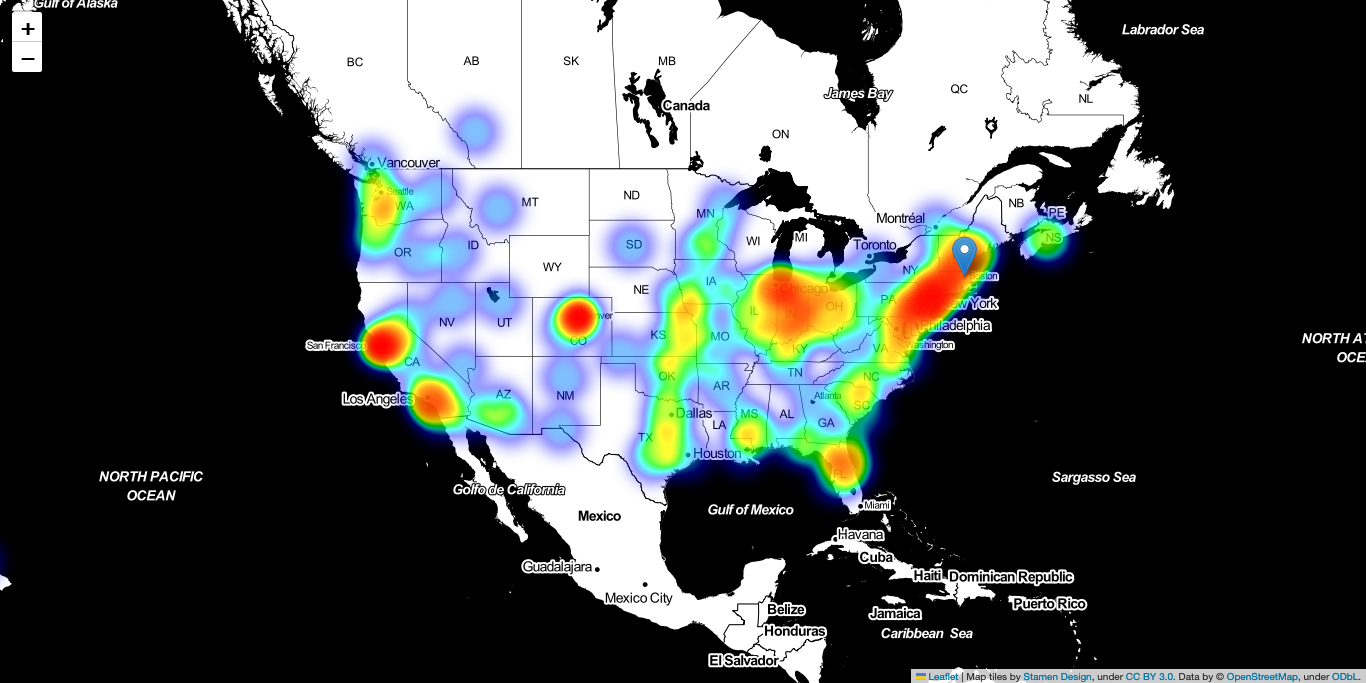 Gulf of Alaska
+
−
Labrador Sea
BC
AB
SK
MB
James Bay
QC
NL
Canada
ON
Vancouver
Seattle
WA
MT
ND
MN
NB
PE
Montréal
NS
OR
ID
SD
WI
MI
Toronto
WY
NY
Boston
IA
NE
Chicago
NV
UT
CO
IL
IN
OH
PA
New York
Philadelphia
San Francisco
CA
KS
MO
KY
VA
Washington
NORTH A
OCE
Los Angeles
AZ
NM
OK
AR
TN
NC
Atlanta
SC
Dallas
MS
AL
GA
LA
TX
Houston
FL
NORTH PACIFIC
OCEAN
Golfo de California
Sargasso Sea
Mexico
Gulf of Mexico
Miami
Havana
Cuba
Guadalajara
Haiti
Dominican Republic
Mexico City
Belize
Jamaica
Puerto Rico
Honduras
Caribbean Sea
El Salvador
Leaflet | Map tiles by Stamen Design, under CC BY 3.0. Data by © OpenStreetMap, under ODbL.